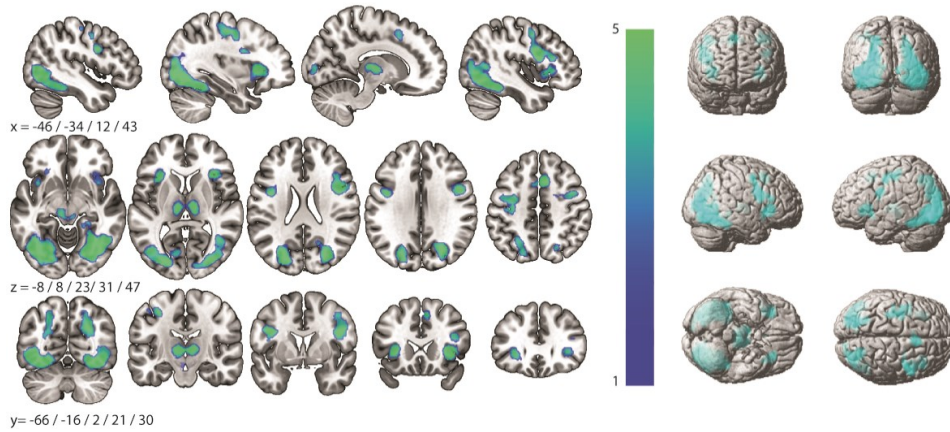 5
x = -46 / -34 / 12 / 43
z = -8 / 8 / 23/ 31 / 47
1
y= -66 / -16 / 2 / 21 / 30